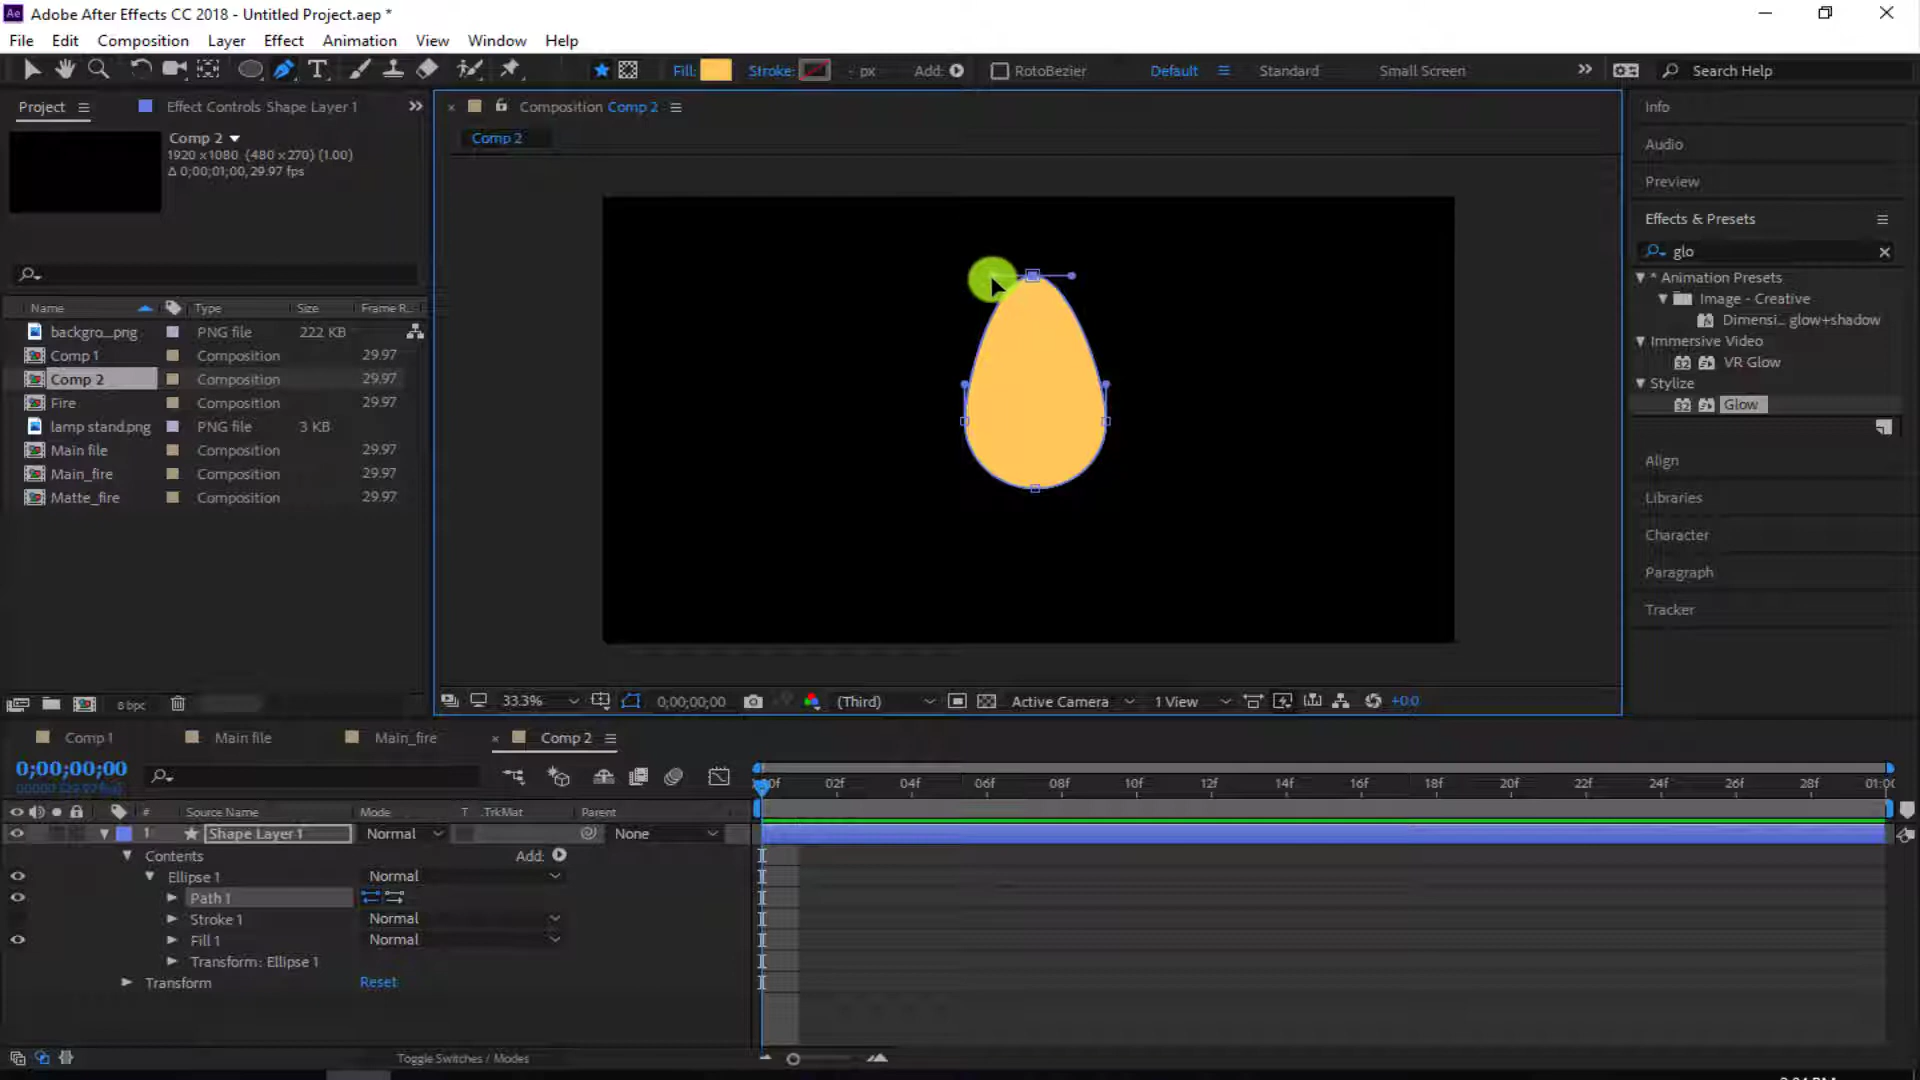 Ae Adobe After Effects CC 2018 - Untitled Project.aep *
File Edit Composition Layer Effect Animation View Window Help
Fill: Stroke: - px Add: RotoBezier Default Standard Small Screen Search Help
Project Effect Controls Shape Layer 1
Composition Comp 2
Comp 2
1920 x 1080 (480 x 270) (1.00)
Δ 0;00;01;00, 29.97 fps
Comp 2
Name Type Size Frame R...
backgro...png PNG file 222 KB
Comp 1 Composition 29.97
Comp 2 Composition 29.97
Fire Composition 29.97
lamp stand.png PNG file 3 KB
Main file Composition 29.97
Main_fire Composition 29.97
Matte_fire Composition 29.97
8 bpc
33.3% 0;00;00;00 (Third) Active Camera 1 View +0.0
Info
Audio
Preview
Effects & Presets
glo
* Animation Presets
Image - Creative
Dimensi... glow+shadow
Immersive Video
32 VR Glow
Stylize
32 Glow
Align
Libraries
Character
Paragraph
Tracker
Comp 1 Main file Main_fire Comp 2
0;00;00;00
02f 04f 06f 08f 10f 12f 14f 16f 18f 20f 22f 24f 26f 28f 01:00
# Source Name Mode T .TrkMat Parent
1 Shape Layer 1 Normal None
Contents Add:
Ellipse 1 Normal
Path 1
Stroke 1 Normal
Fill 1 Normal
Transform: Ellipse 1
Transform Reset
Toggle Switches / Modes